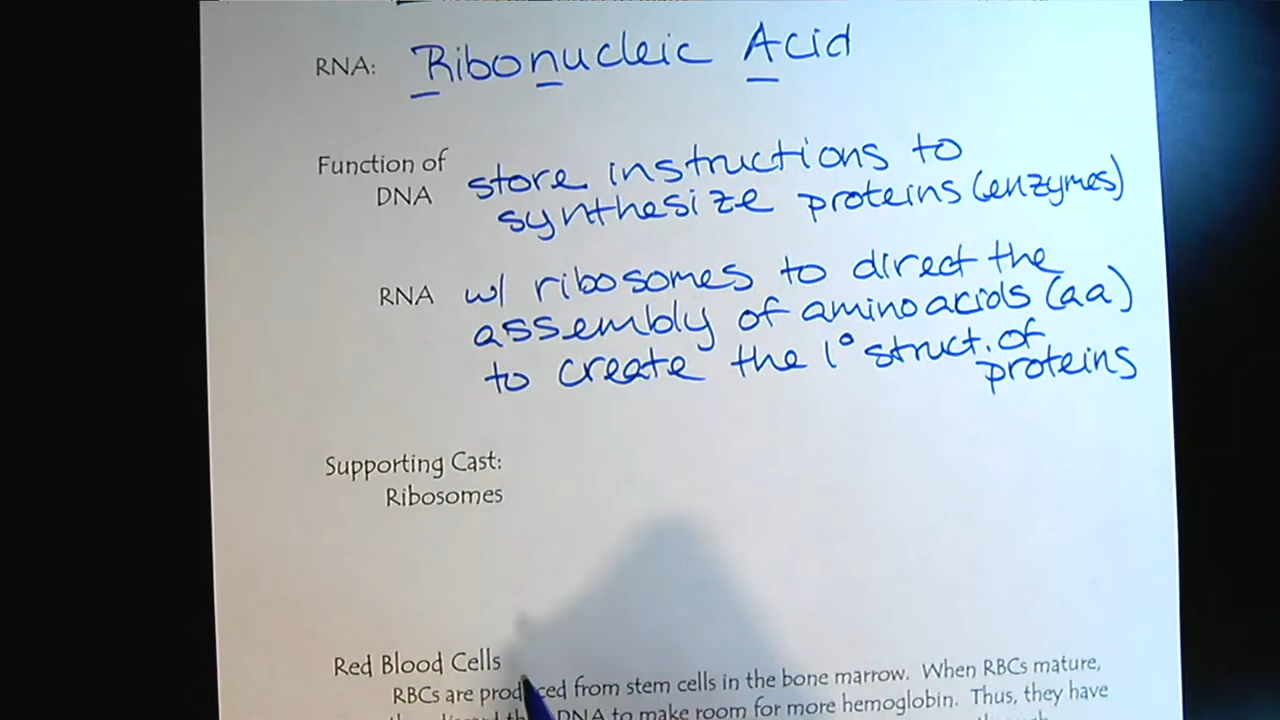 RNA: Ribonucleic Acid
Function of DNA store instructions to
synthesize proteins (enzymes)
RNA w/ ribosomes to direct the
assembly of amino acids (aa)
to create the 1° struct. of
proteins
Supporting Cast:
Ribosomes
Red Blood Cells
RBCs are produced from stem cells in the bone marrow. When RBCs mature,
DNA to make room for more hemoglobin. Thus, they have